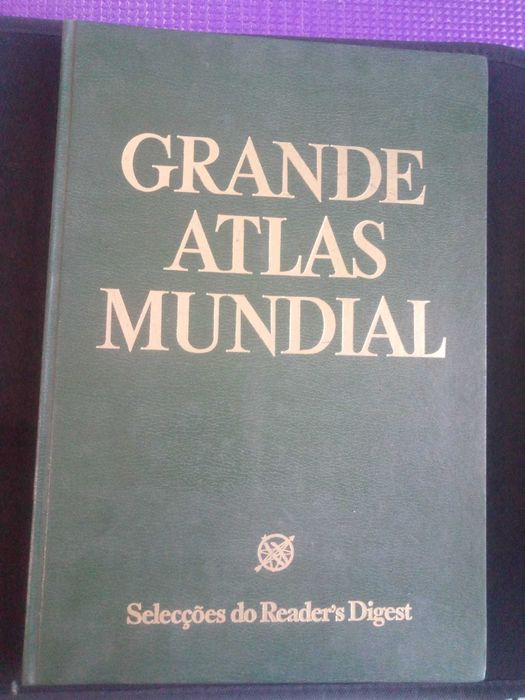 GRANDE
ATLAS
MUNDIAL
Selecções do Reader's Digest